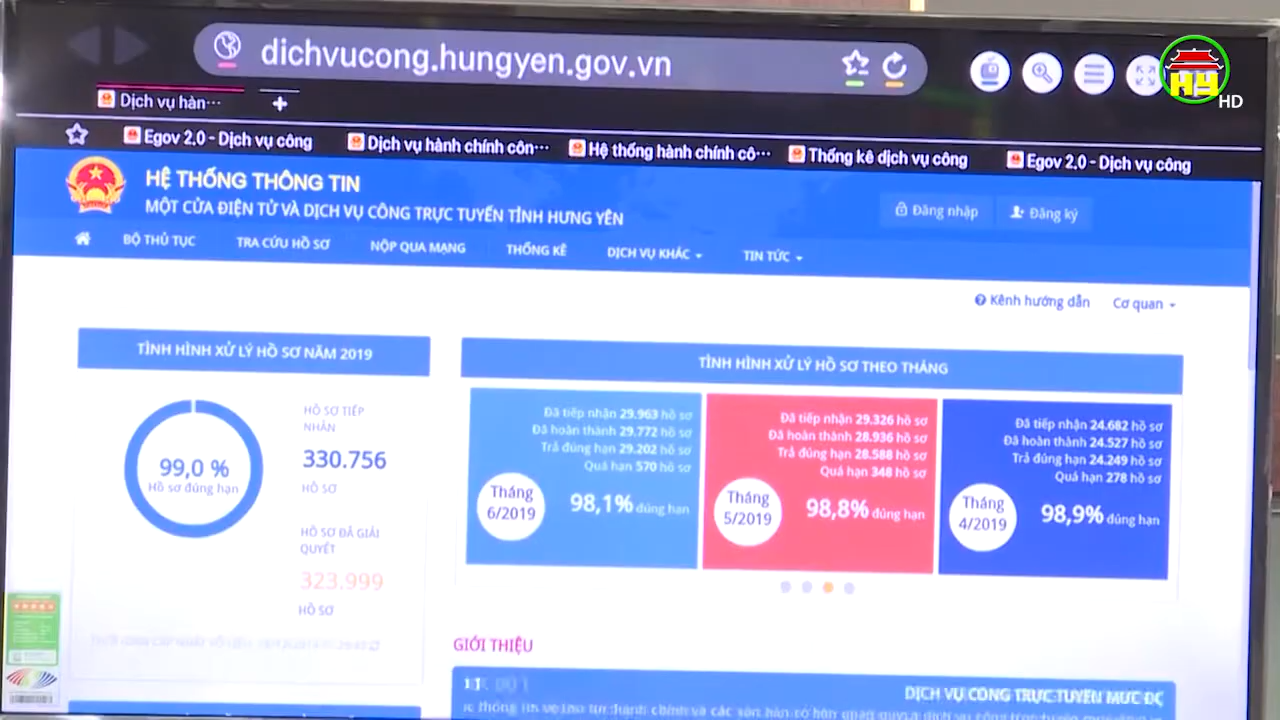 dichvucong.hungyen.gov.vn
HY
HD
Dịch vụ hàn...
+
Egov 2.0 - Dịch vụ công
Dịch vụ hành chính côn...
Hệ thống hành chính cô...
Thống kê dịch vụ công
Egov 2.0 - Dịch vụ công
HỆ THỐNG THÔNG TIN
MỘT CỬA ĐIỆN TỬ VÀ DỊCH VỤ CÔNG TRỰC TUYẾN TỈNH HƯNG YÊN
Đăng nhập
Đăng ký
BỘ THỦ TỤC
TRA CỨU HỒ SƠ
NỘP QUA MẠNG
THỐNG KÊ
DỊCH VỤ KHÁC
TIN TỨC
Kênh hướng dẫn
Cơ quan
TÌNH HÌNH XỬ LÝ HỒ SƠ NĂM 2019
99,0 %
Hồ sơ đúng hạn
HỒ SƠ TIẾP
NHẬN
330.756
HỒ SƠ
HỒ SƠ ĐÃ GIẢI
QUYẾT
323.999
HỒ SƠ
TÌNH HÌNH XỬ LÝ HỒ SƠ THEO THÁNG
Đã tiếp nhận 29.963 hồ sơ
Đã hoàn thành 29.772 hồ sơ
Trả đúng hạn 29.202 hồ sơ
Quá hạn 570 hồ sơ
Tháng
6/2019
98,1% đúng hạn
Đã tiếp nhận 29.326 hồ sơ
Đã hoàn thành 28.936 hồ sơ
Trả đúng hạn 28.588 hồ sơ
Quá hạn 348 hồ sơ
Tháng
5/2019
98,8% đúng hạn
Đã tiếp nhận 24.682 hồ sơ
Đã hoàn thành 24.527 hồ sơ
Trả đúng hạn 24.249 hồ sơ
Quá hạn 278 hồ sơ
Tháng
4/2019
98,9% đúng hạn
GIỚI THIỆU
DỊCH VỤ CÔNG TRỰC TUYẾN MỨC ĐỘ